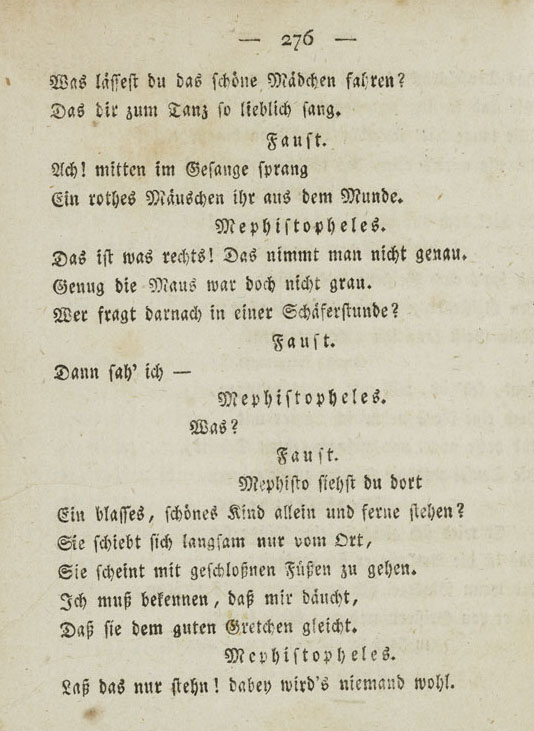 — 276 —
Was lässest du das schöne Mädchen fahren?
Das dir zum Tanz so lieblich sang.
Faust.
Ach! mitten im Gesange sprang
Ein rothes Mäuschen ihr aus dem Munde.
Mephistopheles.
Das ist was rechts! Das nimmt man nicht genau.
Genug die Maus war doch nicht grau.
Wer fragt darnach in einer Schäferstunde?
Faust.
Dann sah' ich —
Mephistopheles.
Was?
Faust.
Mephisto siehst du dort
Ein blasses, schönes Kind allein und ferne stehen?
Sie schiebt sich langsam nur vom Ort,
Sie scheint mit geschloßnen Füßen zu gehen.
Ich muß bekennen, daß mir däucht,
Daß sie dem guten Gretchen gleicht.
Mephistopheles.
Laß das nur stehn! dabey wird's niemand wohl.